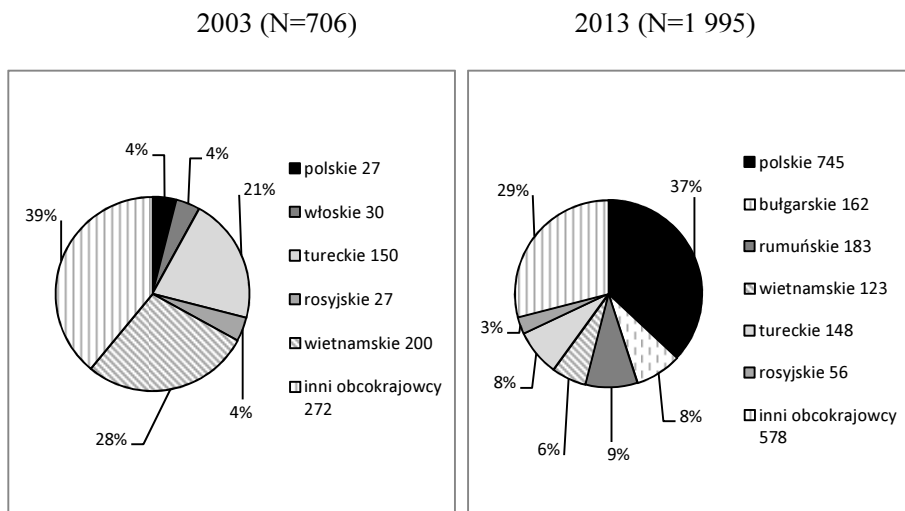 2003 (N=706)
4%
4%
21%
39%
28%
4%
polskie 27
włoskie 30
tureckie 150
rosyjskie 27
wietnamskie 200
inni obcokrajowcy
272
2013 (N=1 995)
29%
37%
3%
8%
6%
9%
8%
polskie 745
bułgarskie 162
rumuńskie 183
wietnamskie 123
tureckie 148
rosyjskie 56
inni obcokrajowcy
578